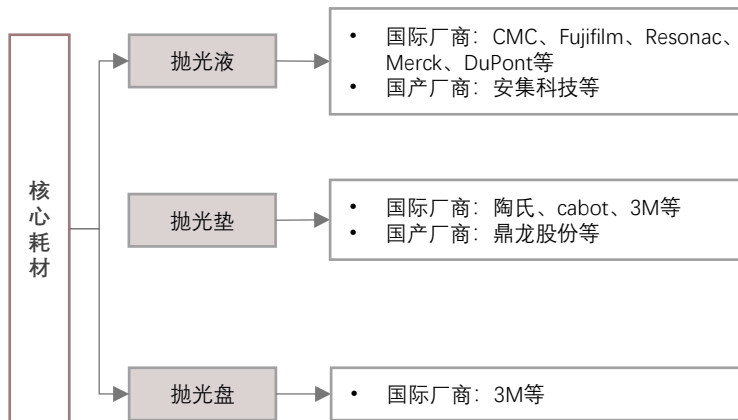 核心耗材
抛光液
• 国际厂商：CMC、Fujifilm、Resonac、
Merck、DuPont等
• 国产厂商：安集科技等
抛光垫
• 国际厂商：陶氏、cabot、3M等
• 国产厂商：鼎龙股份等
抛光盘
• 国际厂商：3M等